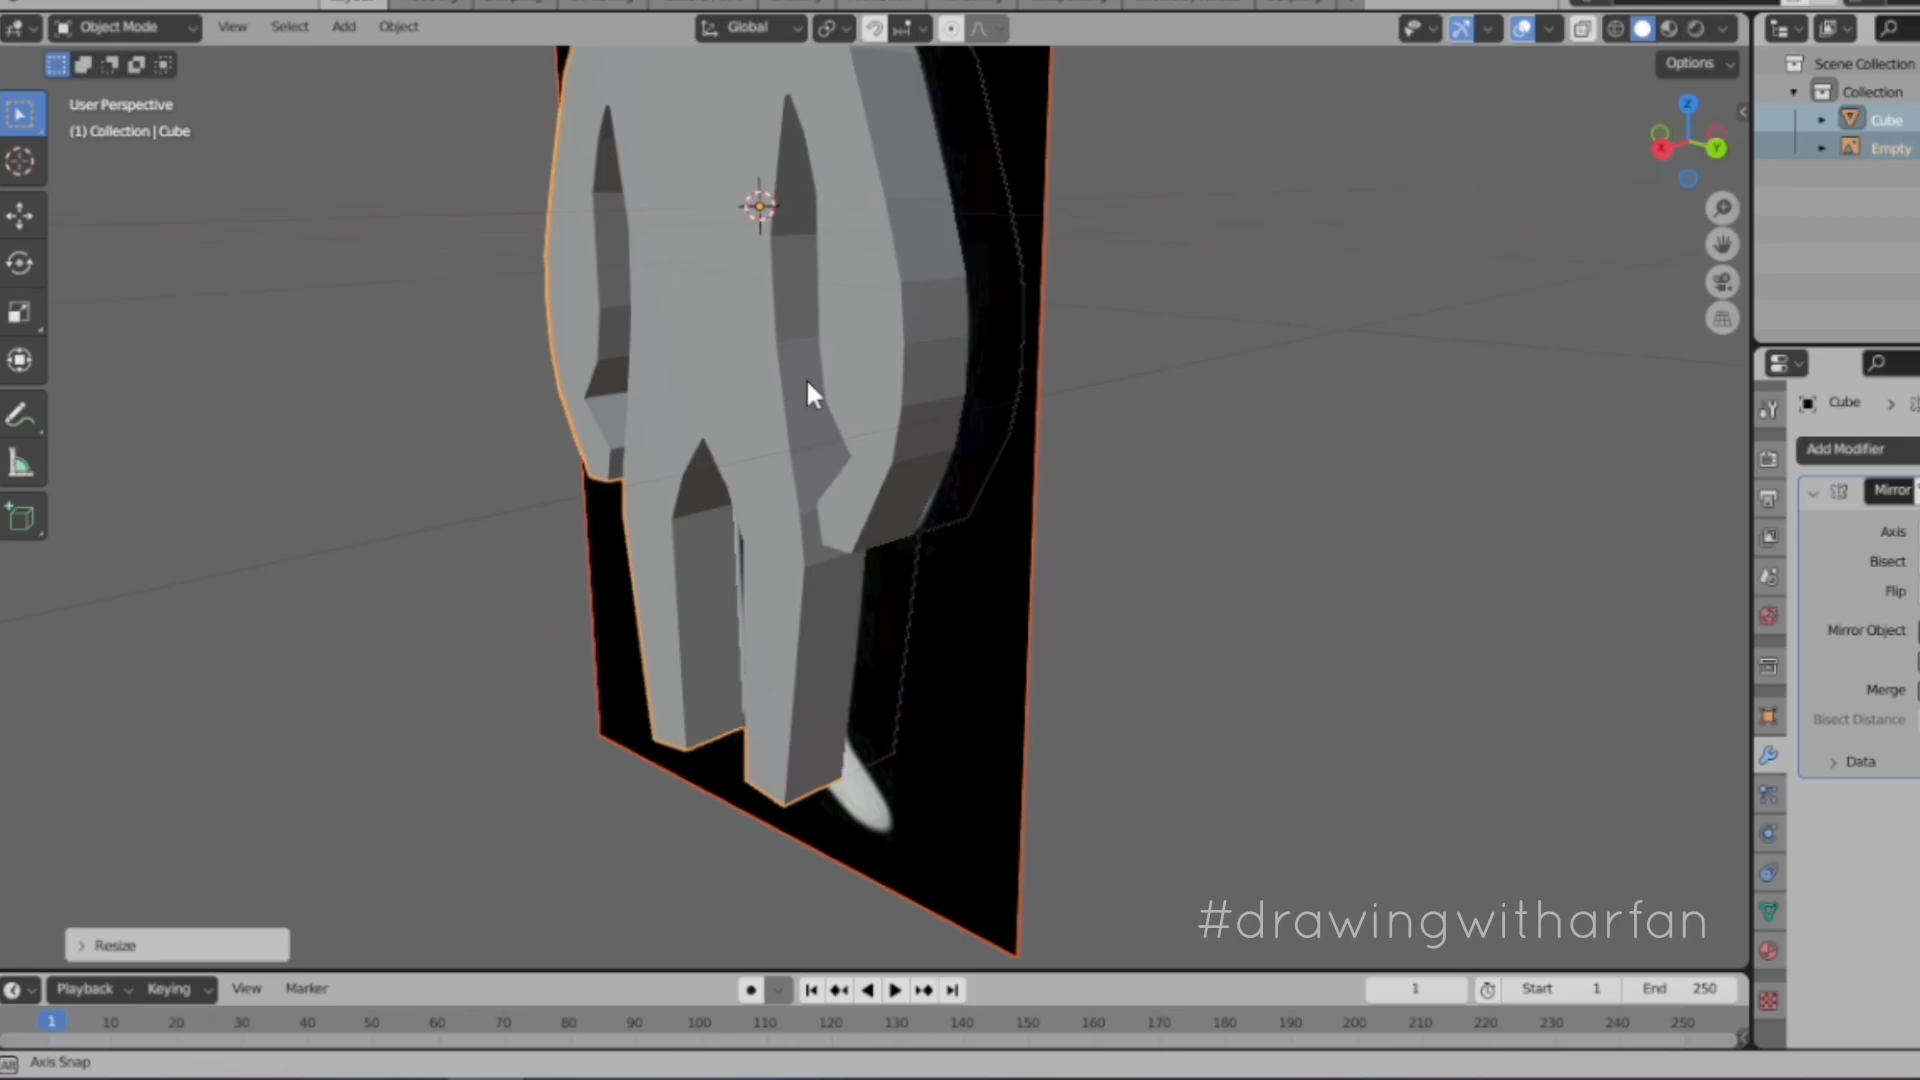 Object Mode
View
Select
Add
Object
Global
Options
Scene Collection
User Perspective
(1) Collection | Cube
Collection
Cube
Empty
Z
X
Y
Cube
Add Modifier
Mirror
Axis
Bisect
Flip
Mirror Object
Merge
Bisect Distance
Data
#drawingwitharfan
Resize
Playback
Keying
View
Marker
1
Start 1
End 250
1 10 20 30 40 50 60 70 80 90 100 110 120 130 140 150 160 170 180 190 200 210 220 230 240 250
Alt
Axis Snap